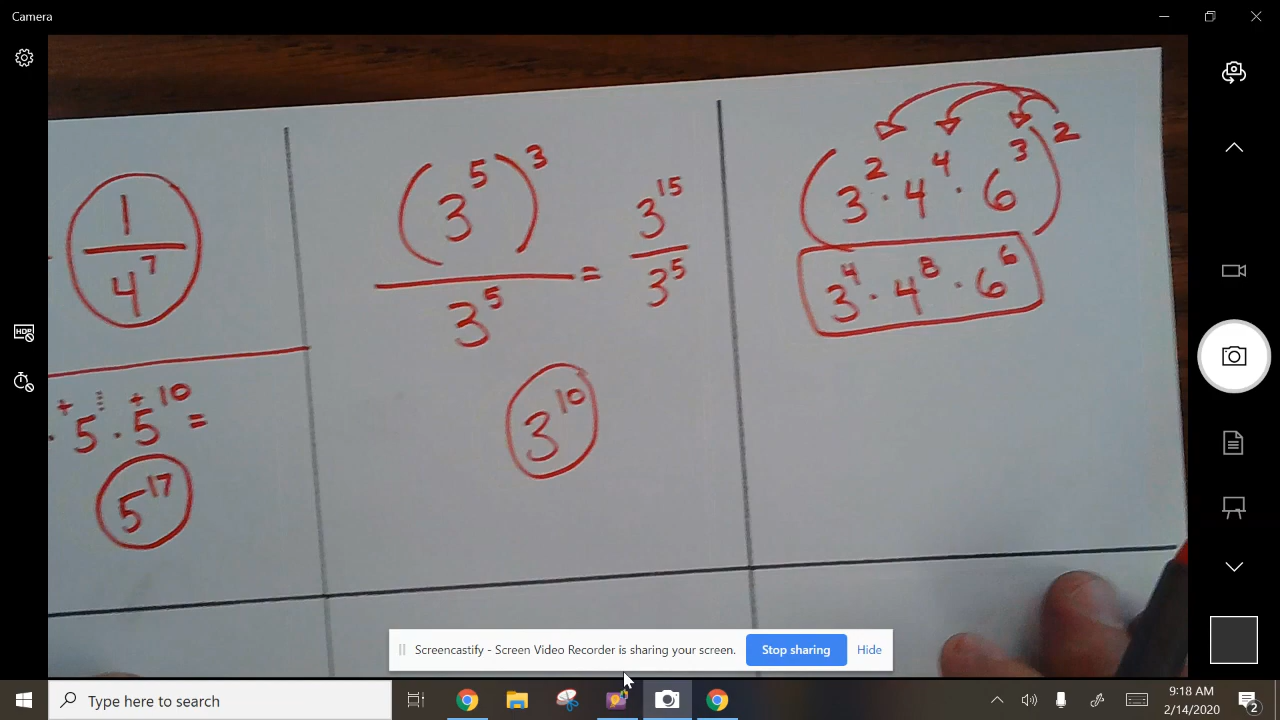 Camera
1/4^7
· 5 · 5^10 =
5^17
(3^5)^3 / 3^5 = 3^15 / 3^5
3^10
(3^2 · 4^4 · 6^3)^2
3^4 · 4^8 · 6^6
Screencastify - Screen Video Recorder is sharing your screen.
Stop sharing
Hide
Type here to search
9:18 AM
2/14/2020
2